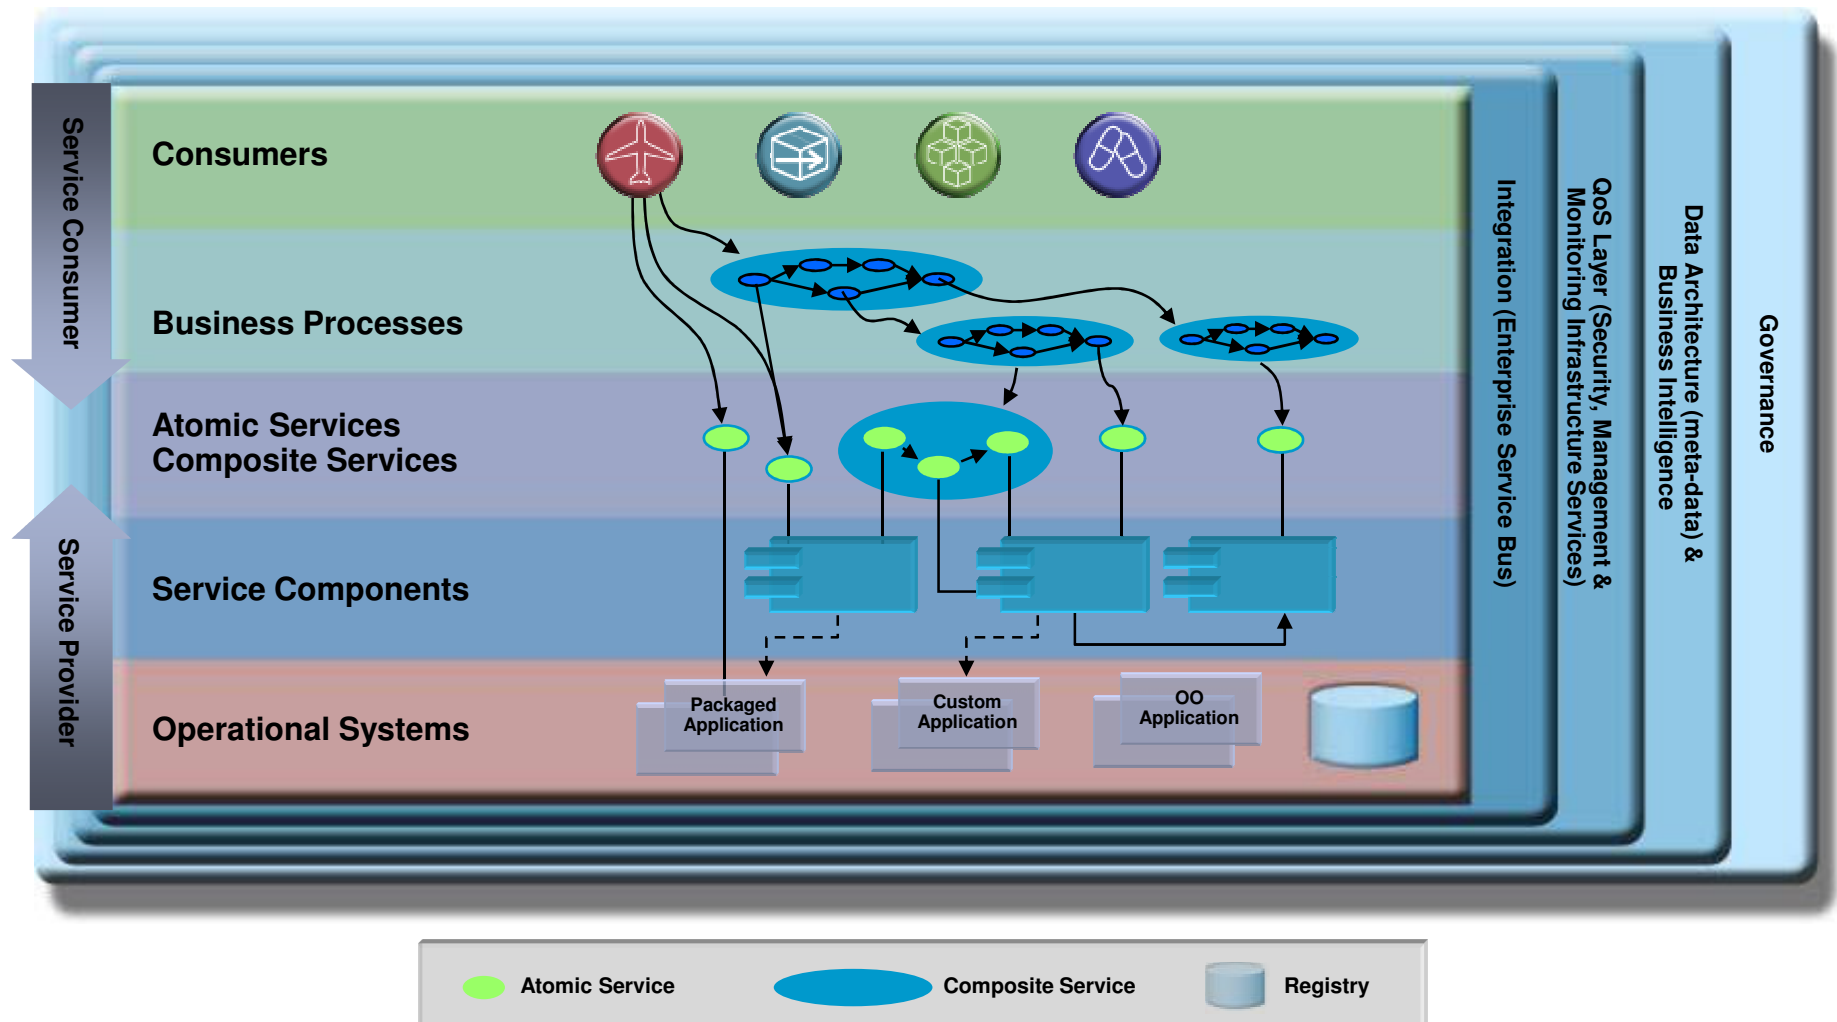 Service Consumer
Service Provider
Consumers
Business Processes
Atomic Services
Composite Services
Service Components
Operational Systems
Packaged
Application
Custom
Application
OO
Application
Integration (Enterprise Service Bus)
QoS Layer (Security, Management &
Monitoring Infrastructure Services)
Data Architecture (meta-data) &
Business Intelligence
Governance
Atomic Service
Composite Service
Registry